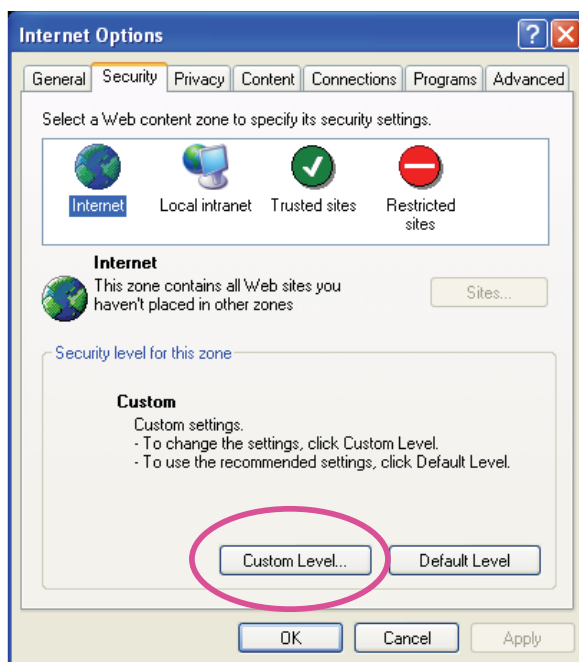 Internet Options
General Security Privacy Content Connections Programs Advanced
Select a Web content zone to specify its security settings.
Internet Local intranet Trusted sites Restricted
sites
Internet
This zone contains all Web sites you
haven't placed in other zones
Sites...
Security level for this zone
Custom
Custom settings.
- To change the settings, click Custom Level.
- To use the recommended settings, click Default Level.
Custom Level... Default Level
OK Cancel Apply